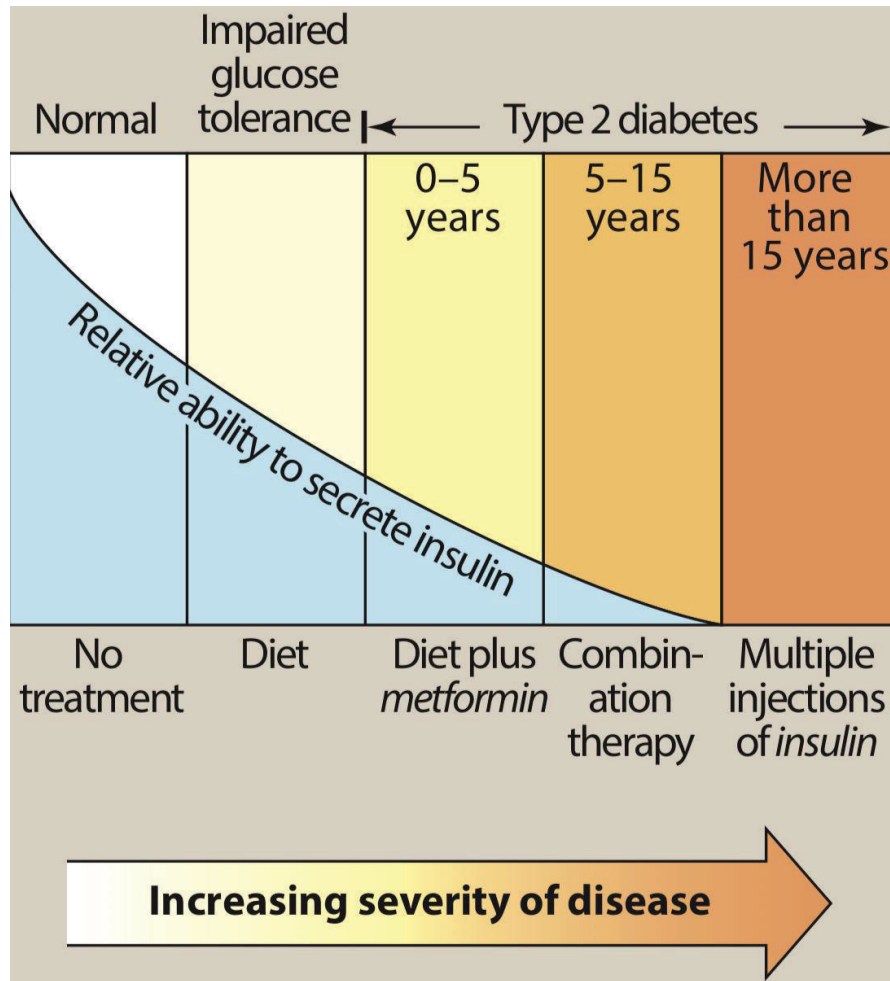 Impaired
glucose
Normal tolerance Type 2 diabetes
0–5
years
5–15
years
More
than
15 years
Relative ability to secrete insulin
No
treatment
Diet
Diet plus
metformin
Combin-
ation
therapy
Multiple
injections
of insulin
Increasing severity of disease